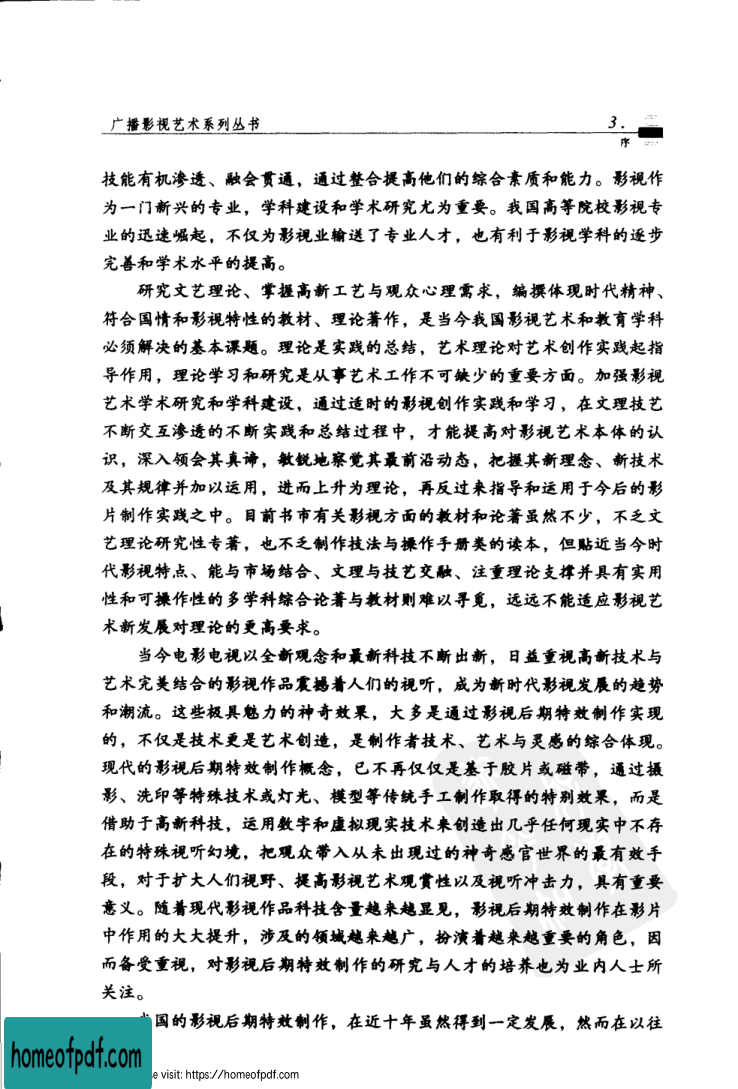 广播影视艺术系列丛书
3.
序
技能有机渗透、融会贯通，通过整合提高他们的综合素质和能力。影视作
为一门新兴的专业，学科建设和学术研究尤为重要。我国高等院校影视专
业的迅速崛起，不仅为影视业输送了专业人才，也有利于影视学科的逐步
完善和学术水平的提高。
研究文艺理论、掌握高新工艺与观众心理需求，编撰体现时代精神、
符合国情和影视特性的教材、理论著作，是当今我国影视艺术和教育学科
必须解决的基本课题。理论是实践的总结，艺术理论对艺术创作实践起指
导作用，理论学习和研究是从事艺术工作不可缺少的重要方面。加强影视
艺术学术研究和学科建设，通过适时的影视创作实践和学习，在文理技艺
不断交互渗透的不断实践和总结过程中，才能提高对影视艺术本体的认
识，深入领会其真谛，敏锐地察觉其最前沿动态，把握其新理念、新技术
及其规律并加以运用，进而上升为理论，再反过来指导和运用于今后的影
片制作实践之中。目前书市有关影视方面的教材和论著虽然不少，不乏文
艺理论研究性专著，也不乏制作技法与操作手册类的读本，但贴近当今时
代影视特点、能与市场结合、文理与技艺交融、注重理论支撑并具有实用
性和可操作性的多学科综合论著与教材则难以寻觅，远远不能适应影视艺
术新发展对理论的更高要求。
当今电影电视以全新观念和最新科技不断出新，日益重视高新技术与
艺术完美结合的影视作品震撼着人们的视听，成为新时代影视发展的趋势
和潮流。这些极具魅力的神奇效果，大多是通过影视后期特效制作实现
的，不仅是技术更是艺术创造，是制作者技术、艺术与灵感的综合体现。
现代的影视后期特效制作概念，已不再仅仅是基于胶片或磁带，通过摄
影、洗印等特殊技术或灯光、模型等传统手工制作取得的特别效果，而是
借助于高新科技，运用数字和虚拟现实技术来创造出几乎任何现实中不存
在的特殊视听幻境，把观众带入从未出现过的神奇感官世界的最有效手
段，对于扩大人们视野、提高影视艺术观赏性以及视听冲击力，具有重要
意义。随着现代影视作品科技含量越来越显见，影视后期特效制作在影片
中作用的大大提升，涉及的领域越来越广，扮演着越来越重要的角色，因
而备受重视，对影视后期特效制作的研究与人才的培养也为业内人士所
关注。
国的影视后期特效制作，在近十年虽然得到一定发展，然而在以往
homeofpdf.com
se visit: https://homeofpdf.com